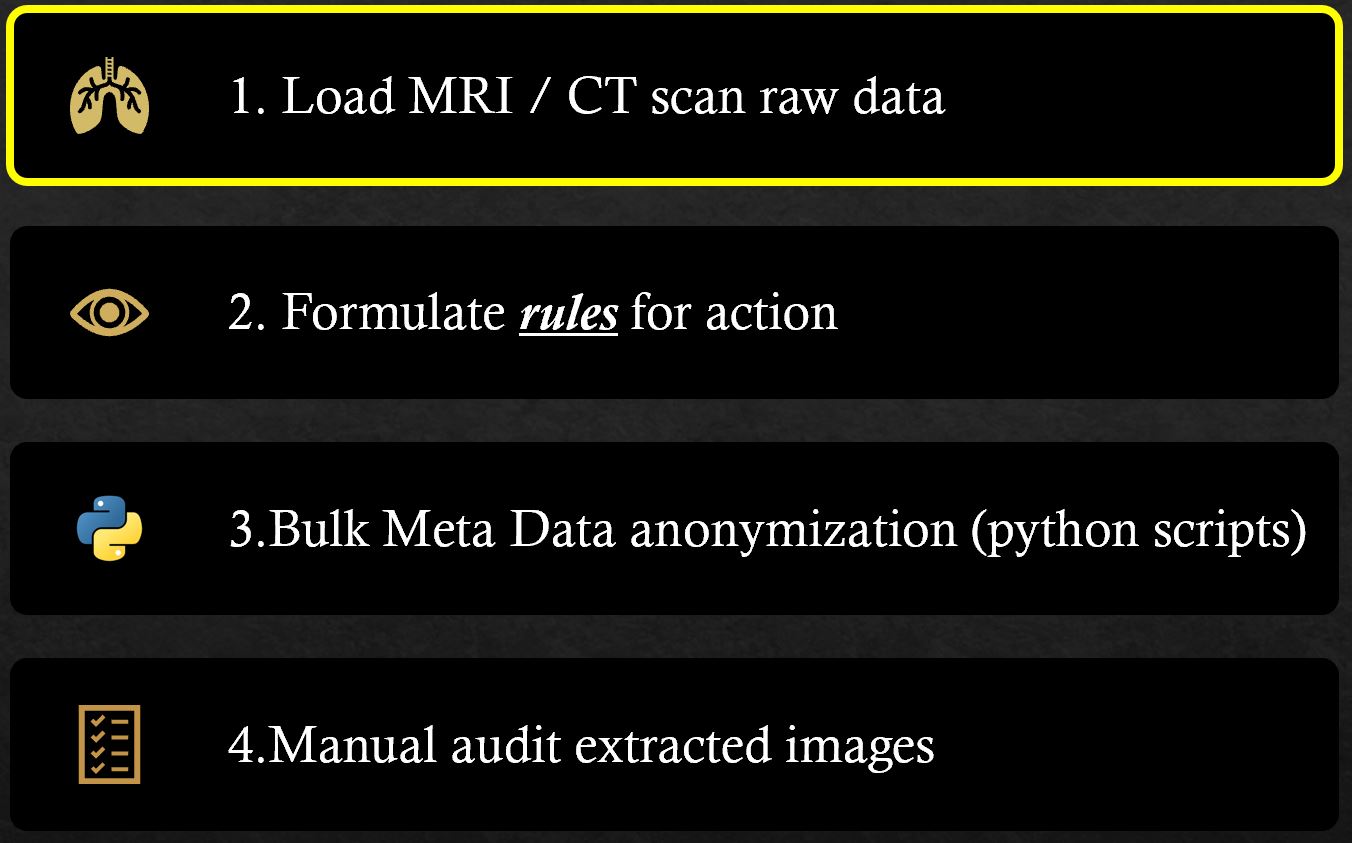 1. Load MRI / CT scan raw data
2. Formulate rules for action
3.Bulk Meta Data anonymization (python scripts)
4.Manual audit extracted images